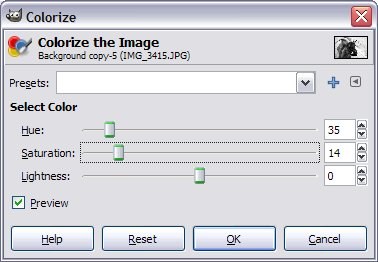 Colorize
Colorize the Image
Background copy-5 (IMG_3415.JPG)
Presets:
Select Color
Hue: 35
Saturation: 14
Lightness: 0
Preview
Help Reset OK Cancel